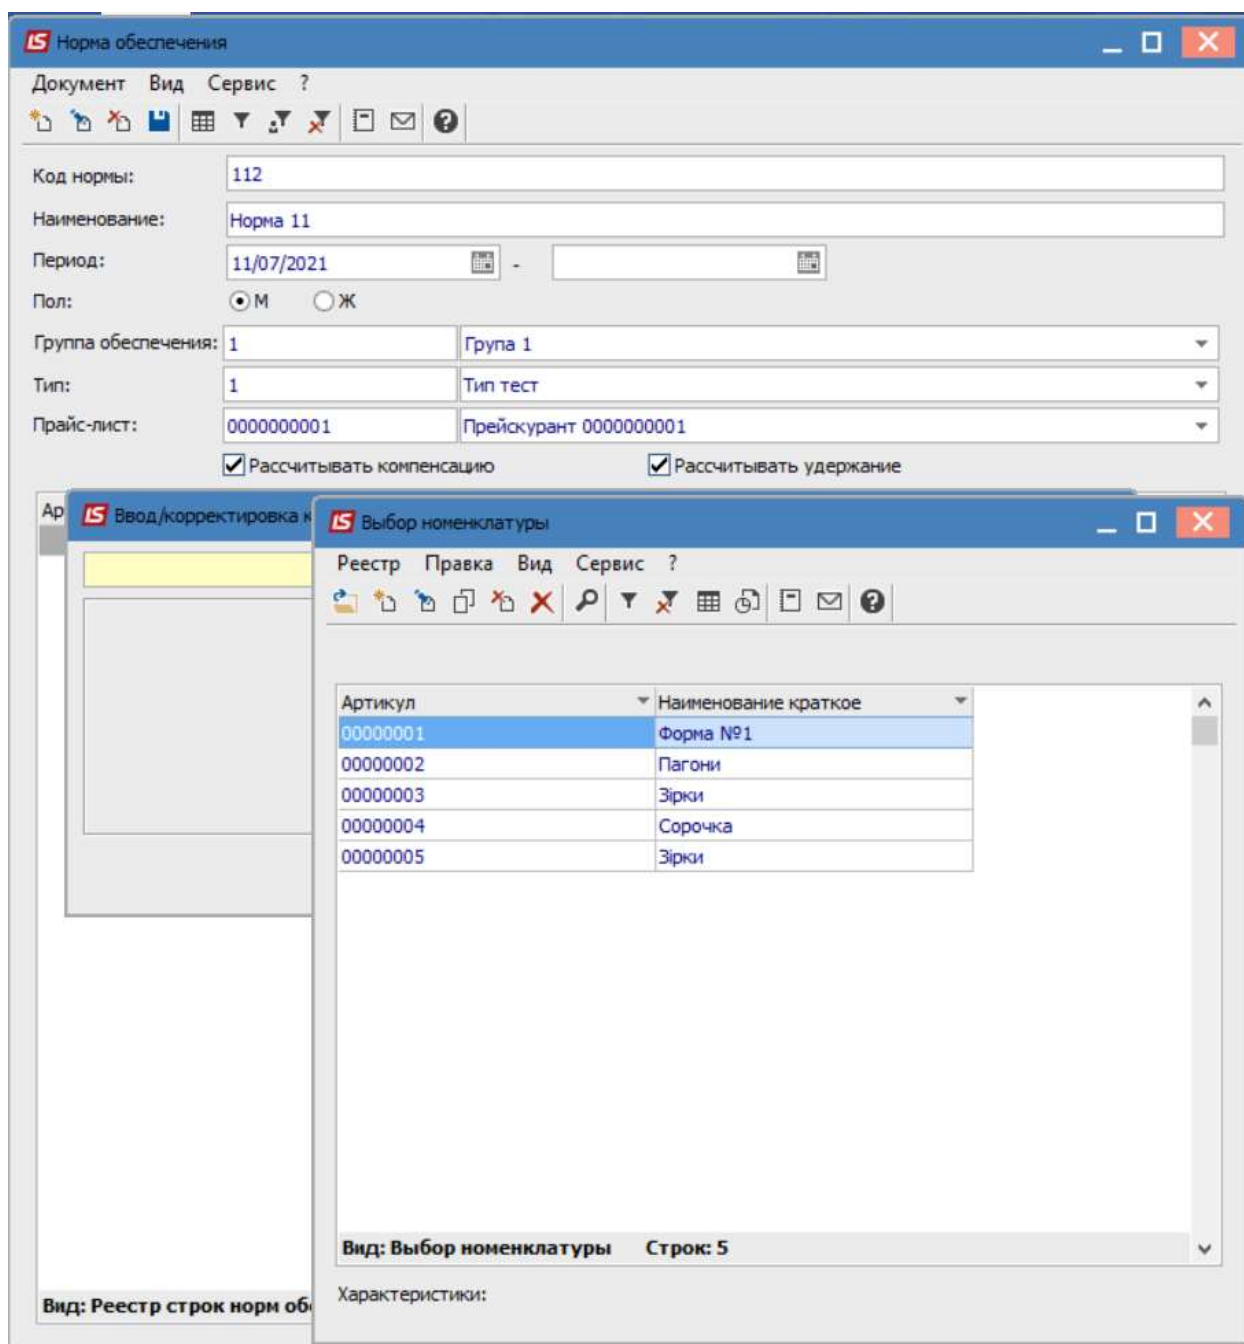 Норма обеспечения
Документ Вид Сервис ?
Код нормы: 112
Наименование: Норма 11
Период: 11/07/2021 -
Пол: М Ж
Группа обеспечения: 1 Група 1
Тип: 1 Тип тест
Прайс-лист: 0000000001 Прейскурант 0000000001
Рассчитывать компенсацию Рассчитывать удержание
Ар
Ввод/корректировка к
Выбор номенклатуры
Реестр Правка Вид Сервис ?
Артикул Наименование краткое
00000001 Форма №1
00000002 Пагони
00000003 Зірки
00000004 Сорочка
00000005 Зірки
Вид: Выбор номенклатуры Строк: 5
Характеристики:
Вид: Реестр строк норм об